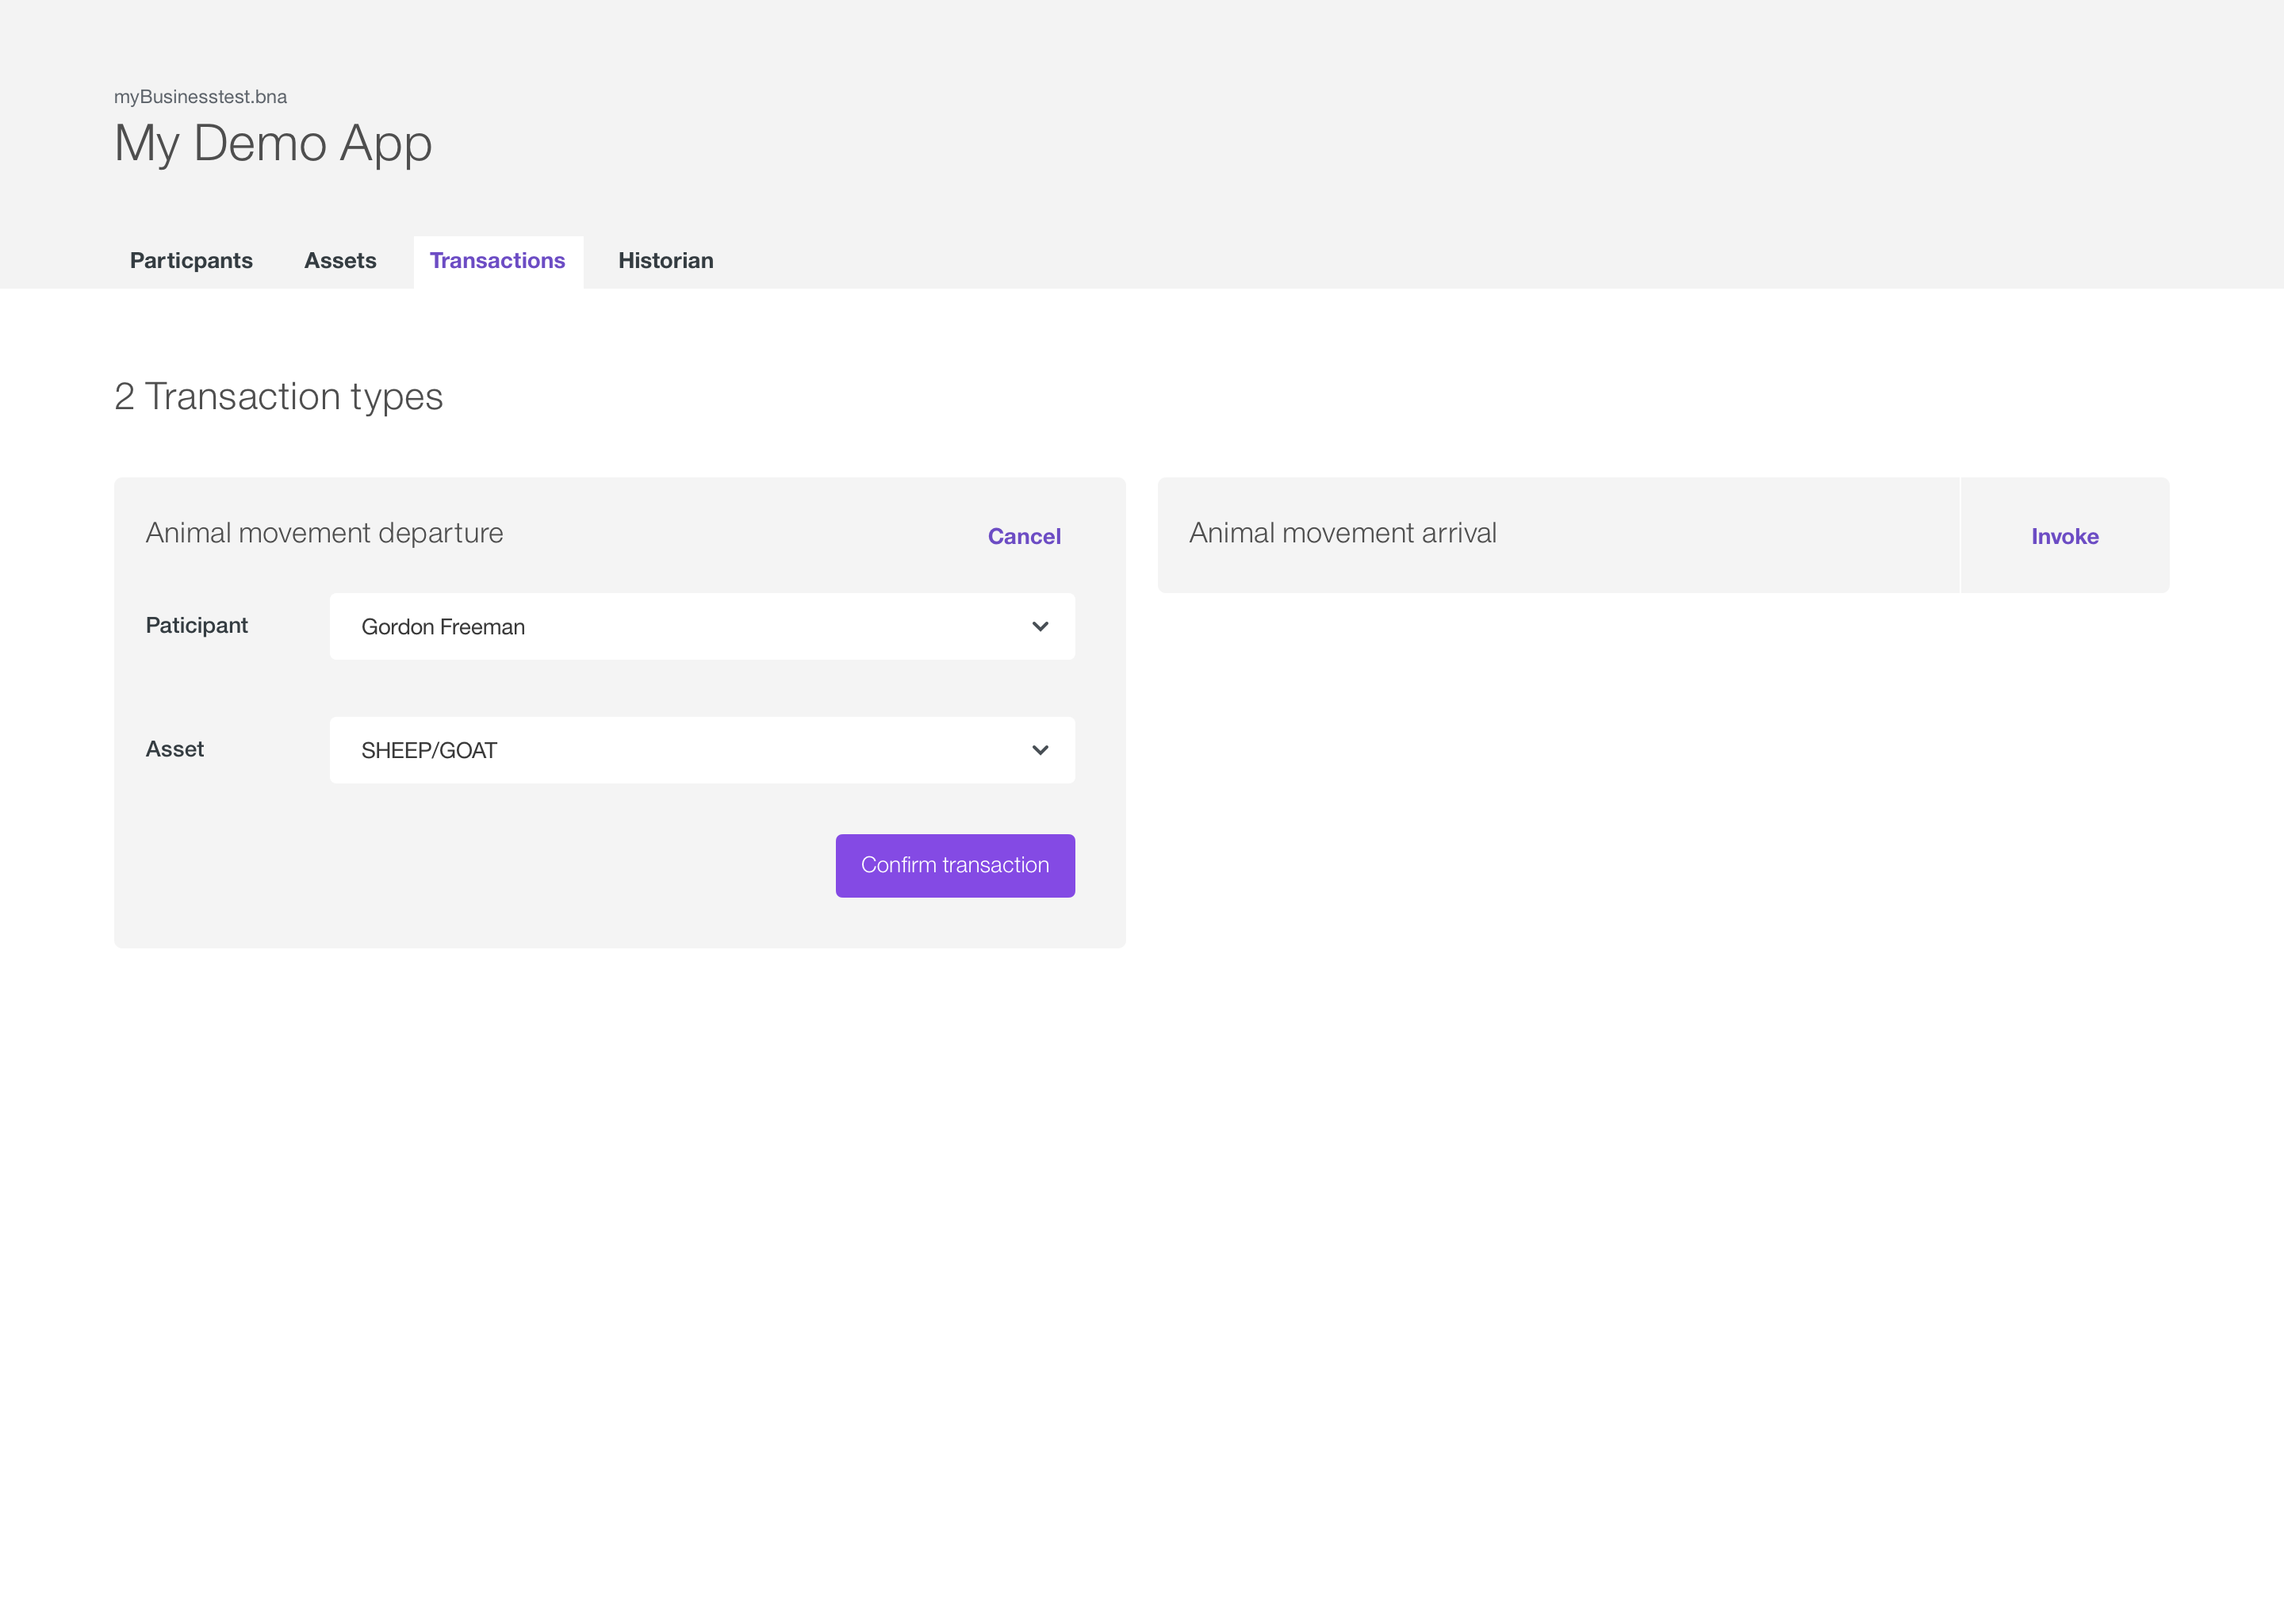 myBusinesstest.bna
My Demo App
Particpants Assets Transactions Historian
2 Transaction types
Animal movement departure Cancel
Animal movement arrival Invoke
Paticipant Gordon Freeman
Asset SHEEP/GOAT
Confirm transaction